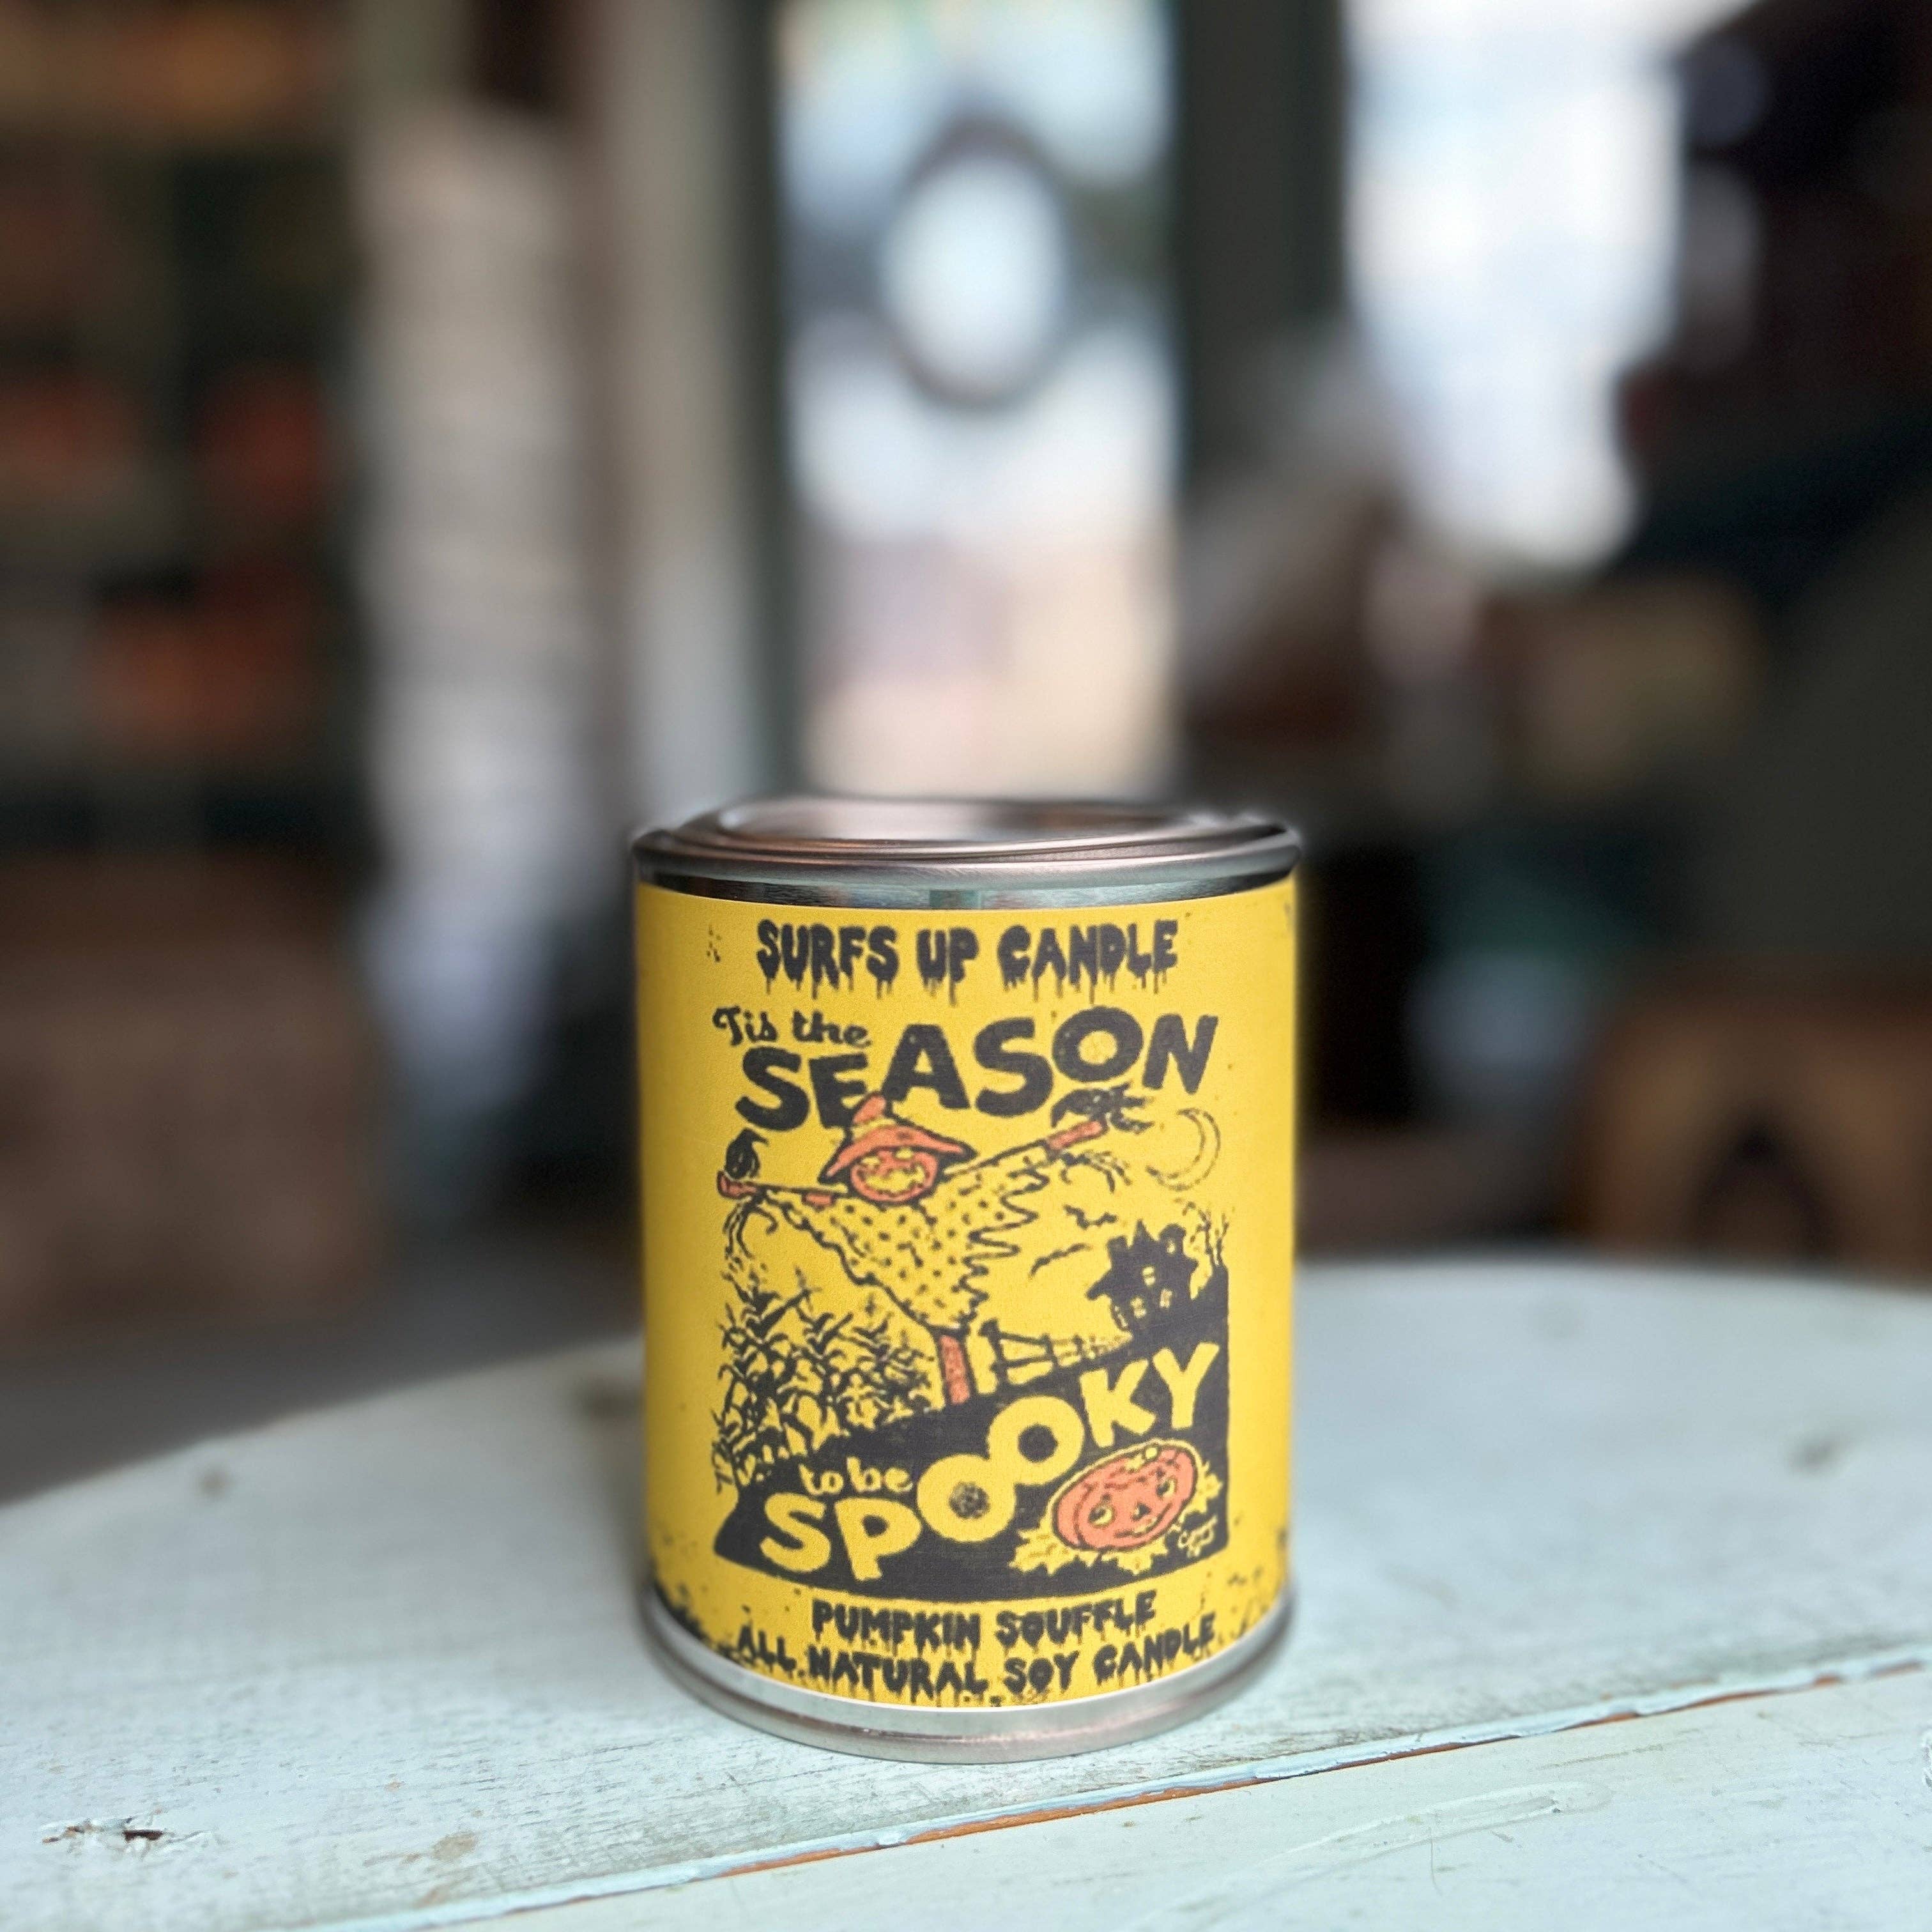 SURFS UP CANDLE
'Tis the
SEASON
to be
SPOOKY
PUMPKIN SOUFFLE
ALL NATURAL SOY CANDLE